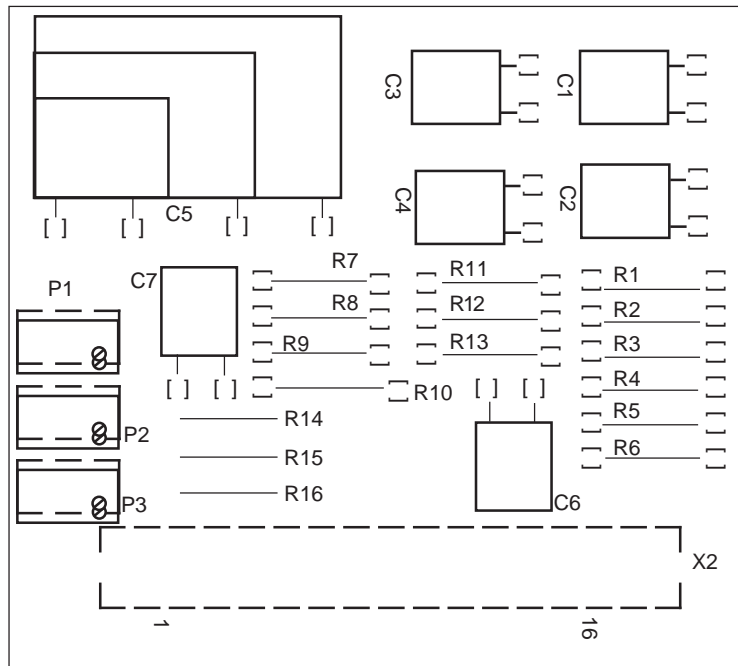 C3 C1
C4 C2
C5
C7 R7 R11 R1
P1 R8 R12 R2
R9 R13 R3
R10 R4
R14 R5
P2 R15 R6
R16 C6
P3
X2
1 16